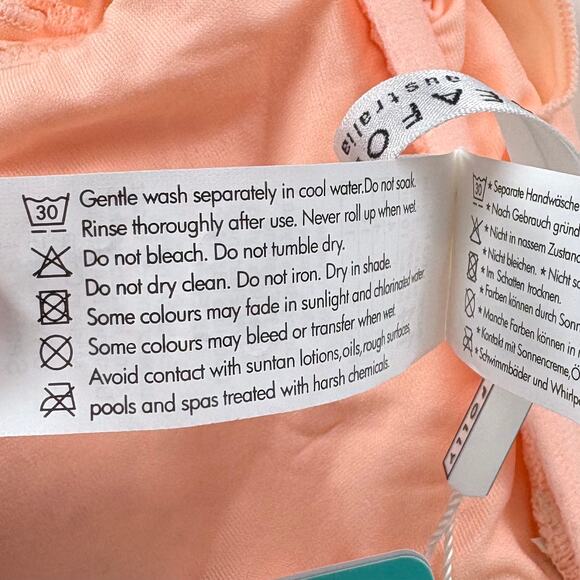 EAFO
australia
30
Gentle wash separately in cool water.Do not soak.
Rinse thoroughly after use. Never roll up when wet.
Do not bleach. Do not tumble dry.
Do not dry clean. Do not iron. Dry in shade.
Some colours may fade in sunlight and chlorinated water.
Some colours may bleed or transfer when wet.
Avoid contact with suntan lotions,oils,rough surfaces,
pools and spas treated with harsh chemicals.
30
* Separate Handwäsche
* Nach Gebrauch gründ
* Nicht in nassem Zustand
* Nicht bleichen. * Nicht
* Im Schatten trocknen.
* Farben können durch Sonn
* Manche Farben können in
* Kontakt mit Sonnencreme, Ö
* Schwimmbäder und Whirlp